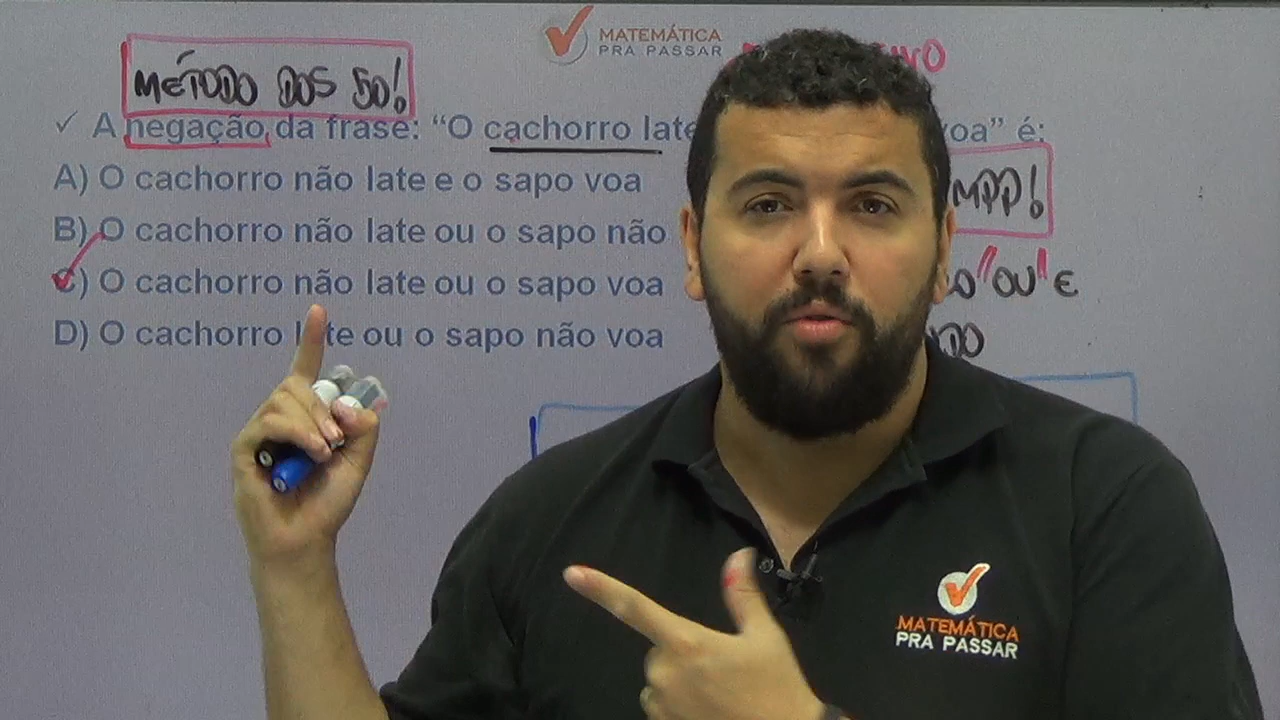 MATEMÁTICA
PRA PASSAR
MÉTODO DOS 50!
✓ A negação da frase: “O cachorro late voa” é:
A) O cachorro não late e o sapo voa
MPP!
B) O cachorro não late ou o sapo não
C) O cachorro não late ou o sapo voa
"OU" E
D) O cachorro late ou o sapo não voa
MATEMÁTICA
PRA PASSAR